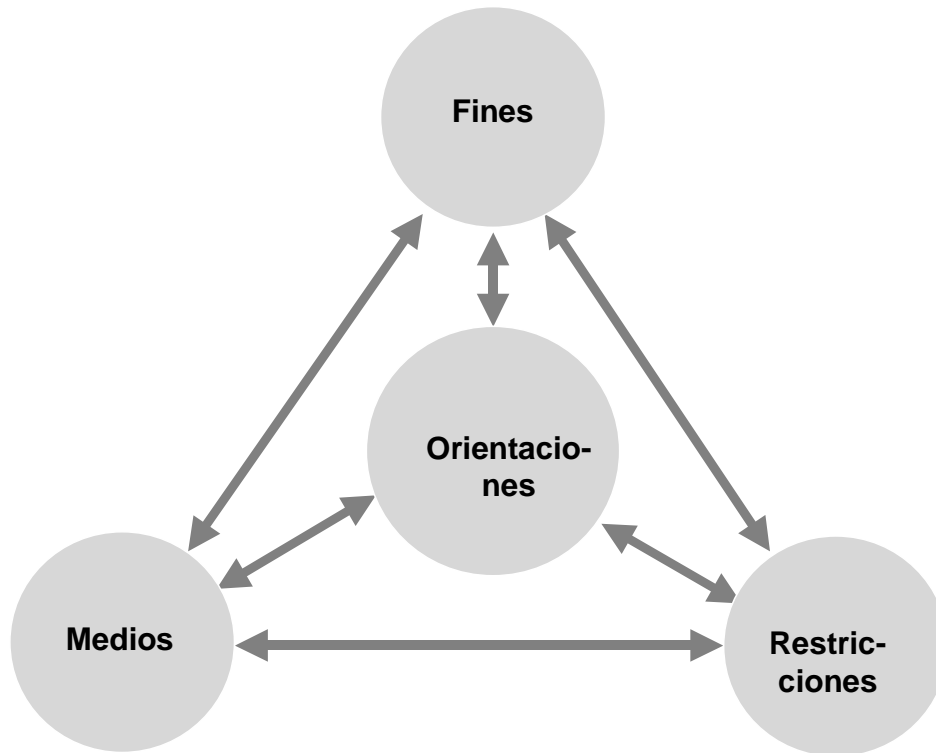 Fines
Orientacio-
nes
Medios
Restric-
ciones